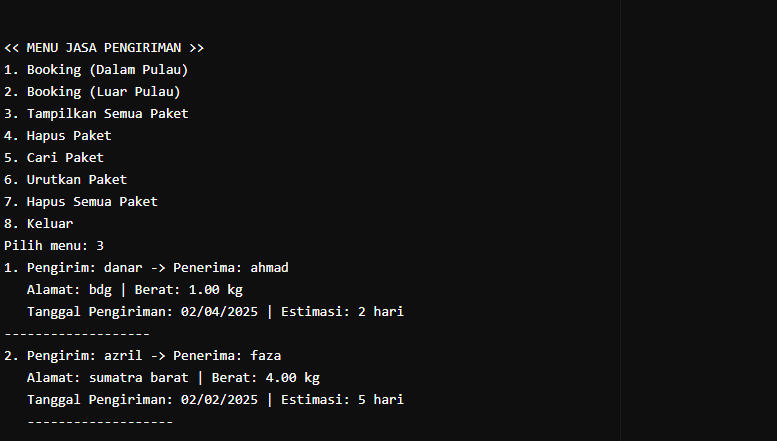 << MENU JASA PENGIRIMAN >>
1. Booking (Dalam Pulau)
2. Booking (Luar Pulau)
3. Tampilkan Semua Paket
4. Hapus Paket
5. Cari Paket
6. Urutkan Paket
7. Hapus Semua Paket
8. Keluar
Pilih menu: 3
1. Pengirim: danar -> Penerima: ahmad
   Alamat: bdg | Berat: 1.00 kg
   Tanggal Pengiriman: 02/04/2025 | Estimasi: 2 hari
-------------------
2. Pengirim: azril -> Penerima: faza
   Alamat: sumatra barat | Berat: 4.00 kg
   Tanggal Pengiriman: 02/02/2025 | Estimasi: 5 hari
   -------------------